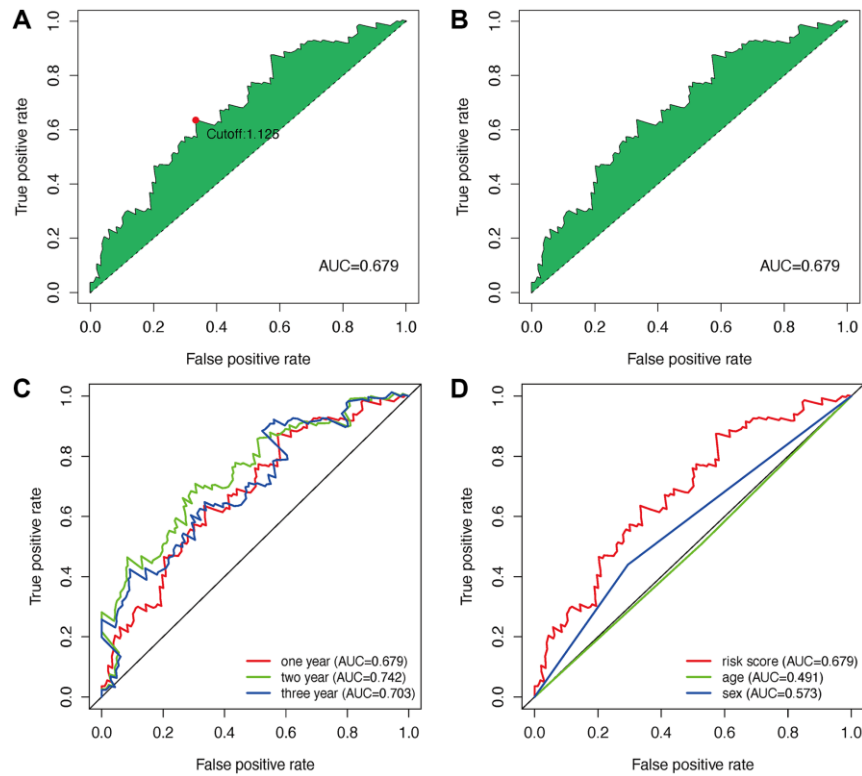 A
True positive rate
1.0
0.8
0.6
0.4
0.2
0.0
Cutoff:1.125
AUC=0.679
0.0 0.2 0.4 0.6 0.8 1.0
False positive rate
B
True positive rate
1.0
0.8
0.6
0.4
0.2
0.0
AUC=0.679
0.0 0.2 0.4 0.6 0.8 1.0
False positive rate
C
True positive rate
1.0
0.8
0.6
0.4
0.2
0.0
one year (AUC=0.679)
two year (AUC=0.742)
three year (AUC=0.703)
0.0 0.2 0.4 0.6 0.8 1.0
False positive rate
D
True positive rate
1.0
0.8
0.6
0.4
0.2
0.0
risk score (AUC=0.679)
age (AUC=0.491)
sex (AUC=0.573)
0.0 0.2 0.4 0.6 0.8 1.0
False positive rate